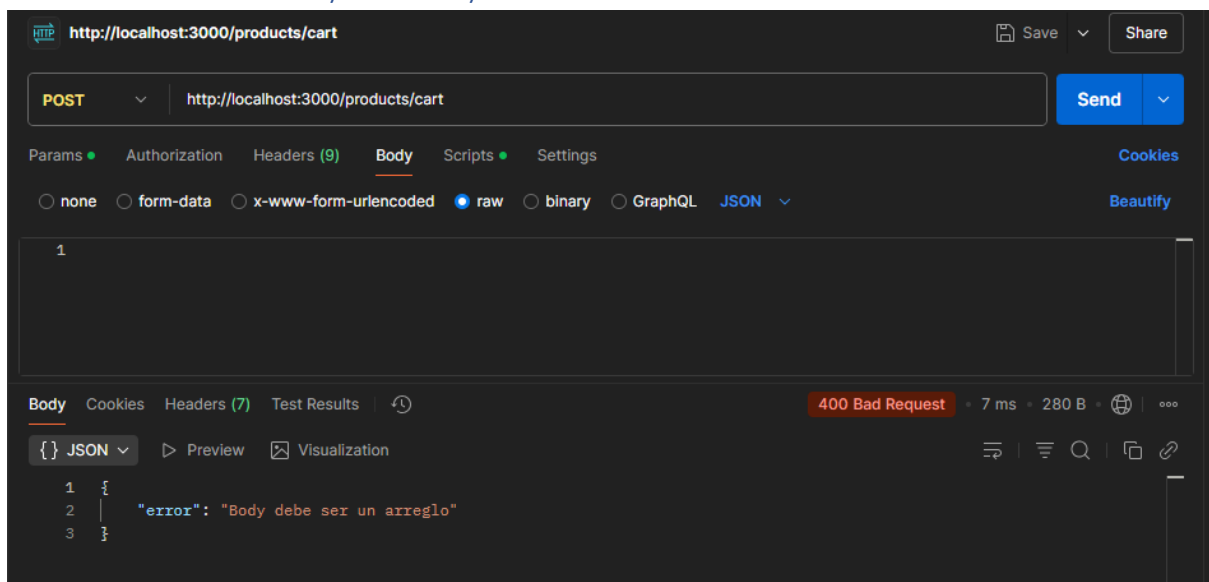 HTTP http://localhost:3000/products/cart Save Share
POST http://localhost:3000/products/cart Send
Params Authorization Headers (9) Body Scripts Settings Cookies
none form-data x-www-form-urlencoded raw binary GraphQL JSON Beautify
1
Body Cookies Headers (7) Test Results 400 Bad Request 7 ms 280 B
{} JSON Preview Visualization
1 {
2 "error": "Body debe ser un arreglo"
3 }